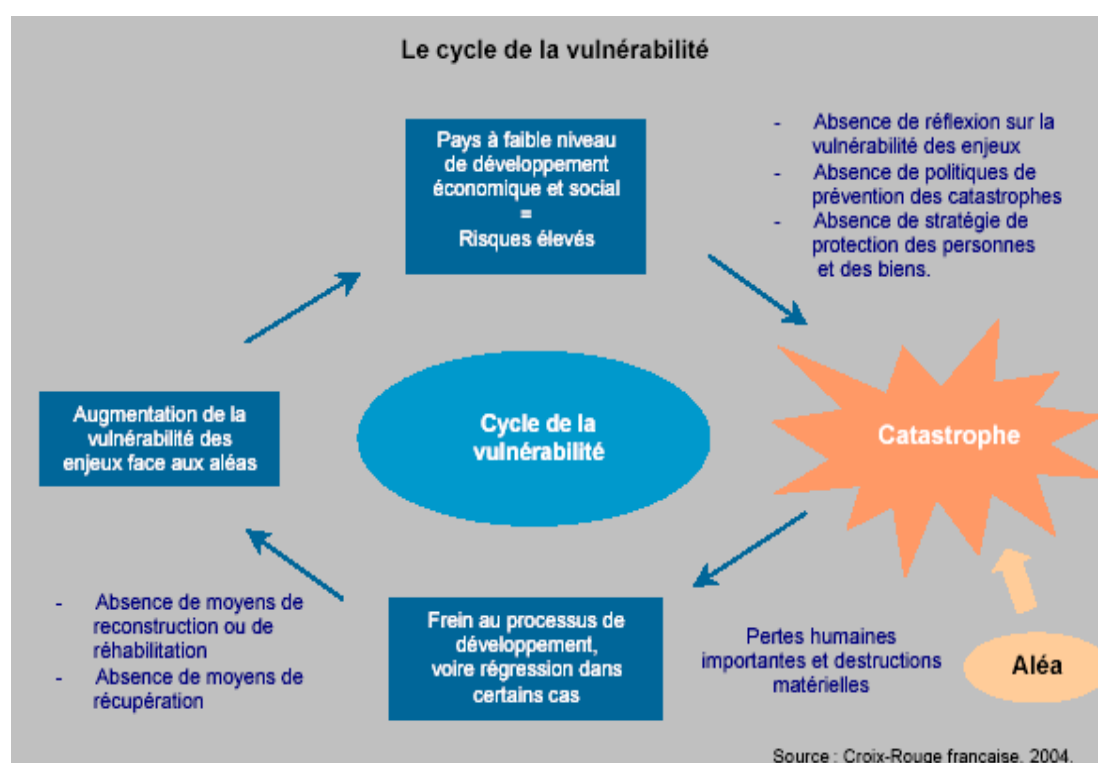 Le cycle de la vulnérabilité
Pays à faible niveau
de développement
économique et social
=
Risques élevés
- Absence de réflexion sur la
vulnérabilité des enjeux
- Absence de politiques de
prévention des catastrophes
- Absence de stratégie de
protection des personnes
et des biens.
Catastrophe
Aléa
Pertes humaines
importantes et destructions
matérielles
Frein au processus de
développement,
voire régression dans
certains cas
- Absence de moyens de
reconstruction ou de
réhabilitation
- Absence de moyens de
récupération
Augmentation de la
vulnérabilité des
enjeux face aux aléas
Cycle de la
vulnérabilité
Source : Croix-Rouge française, 2004.